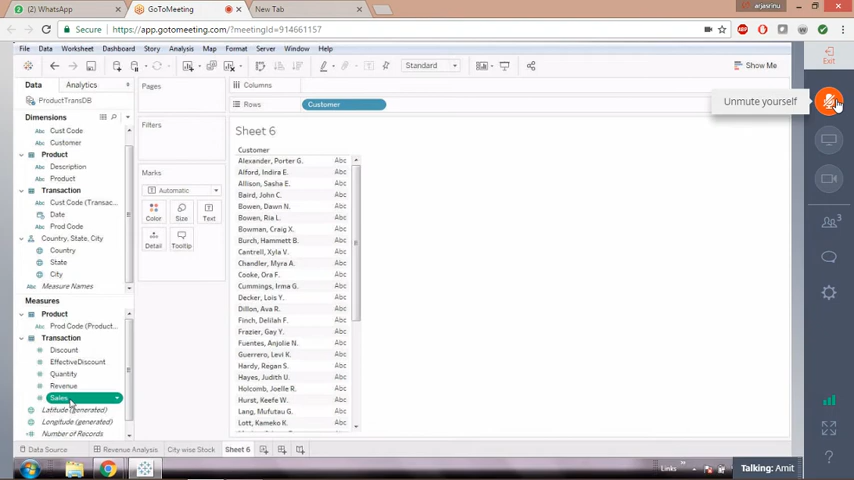 (2) WhatsApp
GoToMeeting
New Tab
arjasrinu
Secure
https://app.gotomeeting.com/?meetingId=914661157
File Data Worksheet Dashboard Story Analysis Map Format Server Window Help
Exit
Standard
Show Me
Data Analytics
Pages
Columns
ProductTransDB
Rows
Customer
Unmute yourself
Dimensions
Filters
Sheet 6
Cust Code
Customer
Product
Description
Product
Transaction
Cust Code (Transac...
Date
Prod Code
Country, State, City
Country
State
City
Measure Names
Measures
Product
Prod Code (Product...
Transaction
Discount
EffectiveDiscount
Quantity
Revenue
Sales
Latitude (generated)
Longitude (generated)
Number of Records
Marks
Automatic
Color Size Text
Detail Tooltip
Customer
Alexander, Porter G. Abc
Alford, Indira E. Abc
Allison, Sasha E. Abc
Baird, John C. Abc
Bowen, Dawn N. Abc
Bowen, Ria L. Abc
Bowman, Craig X. Abc
Burch, Hammett B. Abc
Cantrell, Xyla V. Abc
Chandler, Myra A. Abc
Cooke, Ora F. Abc
Cummings, Irma G. Abc
Decker, Lois Y. Abc
Dillon, Ava R. Abc
Finch, Delilah F. Abc
Frazier, Gay Y. Abc
Fuentes, Anjolie N. Abc
Guerrero, Levi K. Abc
Hardy, Regan S. Abc
Hayes, Judith U. Abc
Holcomb, Joelle R. Abc
Hurst, Keefe W. Abc
Lang, Mufutau G. Abc
Lott, Kameko K. Abc
3
Data Source Revenue Analysis City wise Stock Sheet 6
Links
Talking: Amit